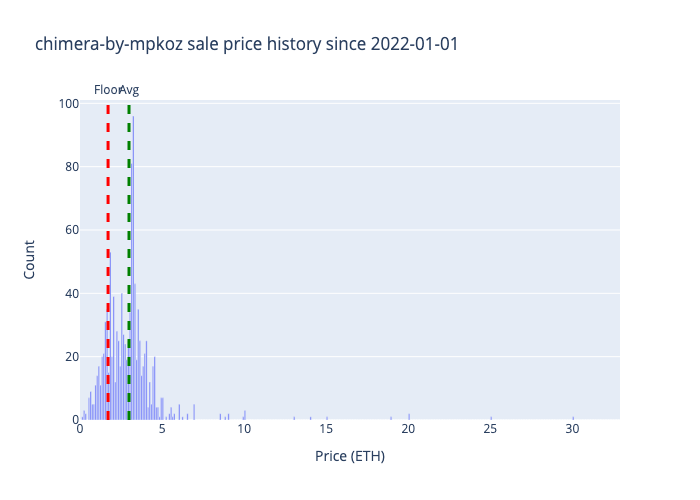 chimera-by-mpkoz sale price history since 2022-01-01
Floor
Avg
100
80
60
40
20
0
0 5 10 15 20 25 30
Count
Price (ETH)